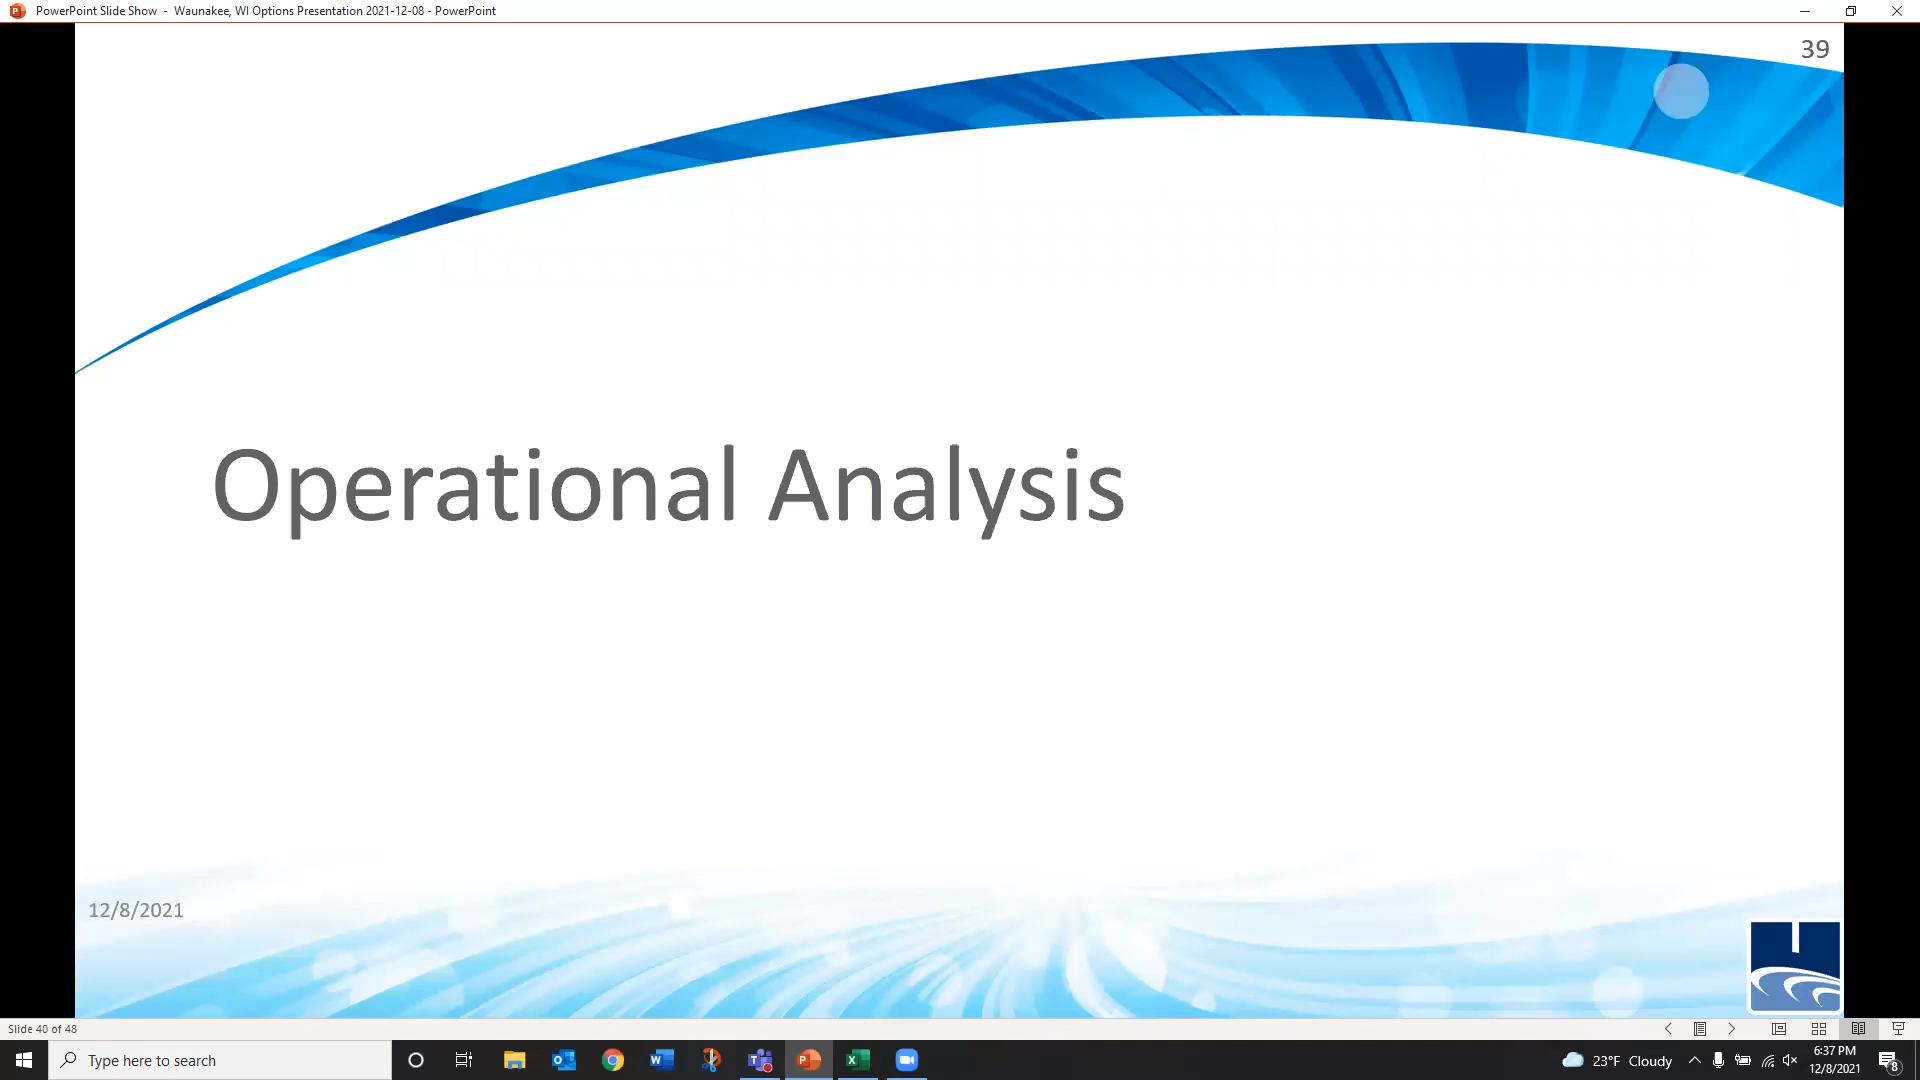 PowerPoint Slide Show - Waunakee, WI Options Presentation 2021-12-08 - PowerPoint
39
Operational Analysis
12/8/2021
Slide 40 of 48
Type here to search
23°F Cloudy
6:37 PM
12/8/2021
8